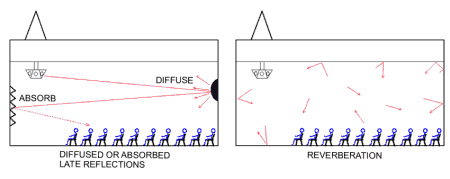 DIFFUSE
ABSORB
DIFFUSED OR ABSORBED
LATE REFLECTIONS
REVERBERATION